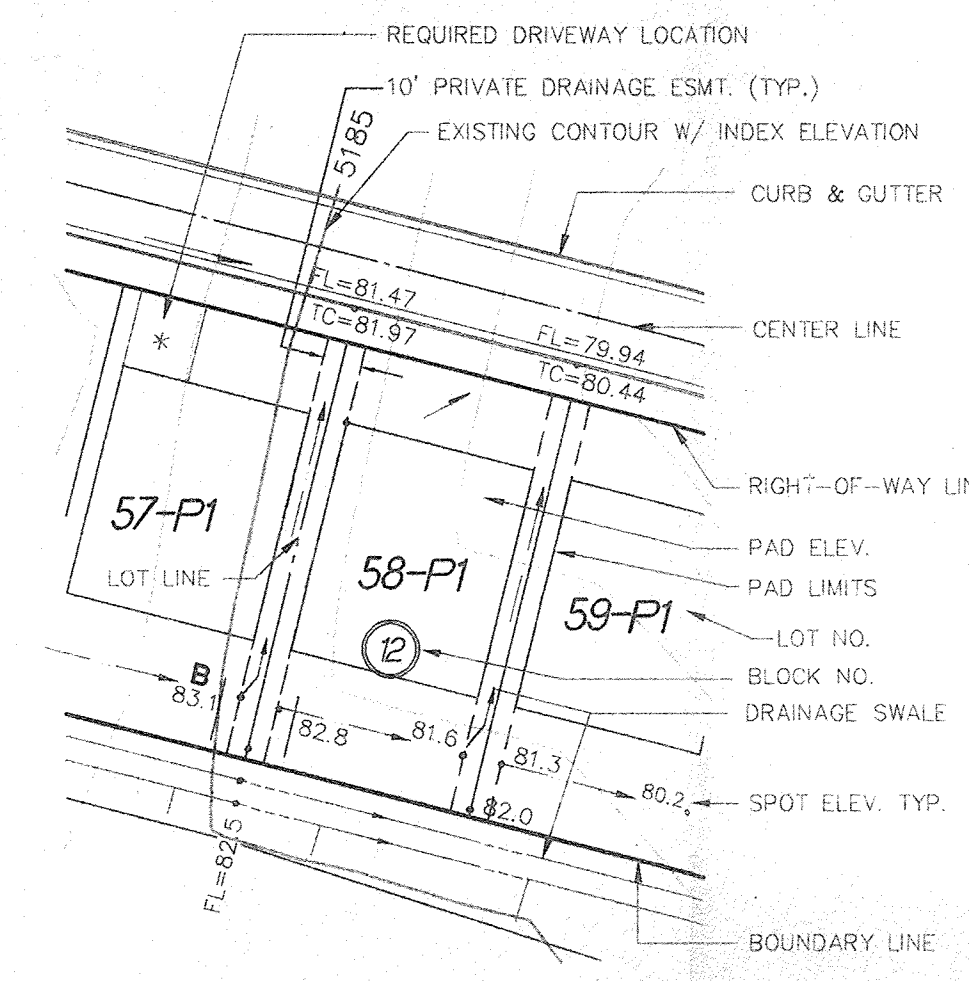 REQUIRED DRIVEWAY LOCATION
10' PRIVATE DRAINAGE ESMT. (TYP.)
EXISTING CONTOUR W/ INDEX ELEVATION
5185
CURB & GUTTER
FL=81.47
TC=81.97
FL=79.94
TC=80.44
CENTER LINE
*
RIGHT-OF-WAY LIN
57-P1
PAD ELEV.
LOT LINE
58-P1
PAD LIMITS
59-P1
LOT NO.
12
BLOCK NO.
B
83.1
DRAINAGE SWALE
82.8
81.6
81.3
80.2
SPOT ELEV. TYP.
82.0
FL=82.5
BOUNDARY LINE